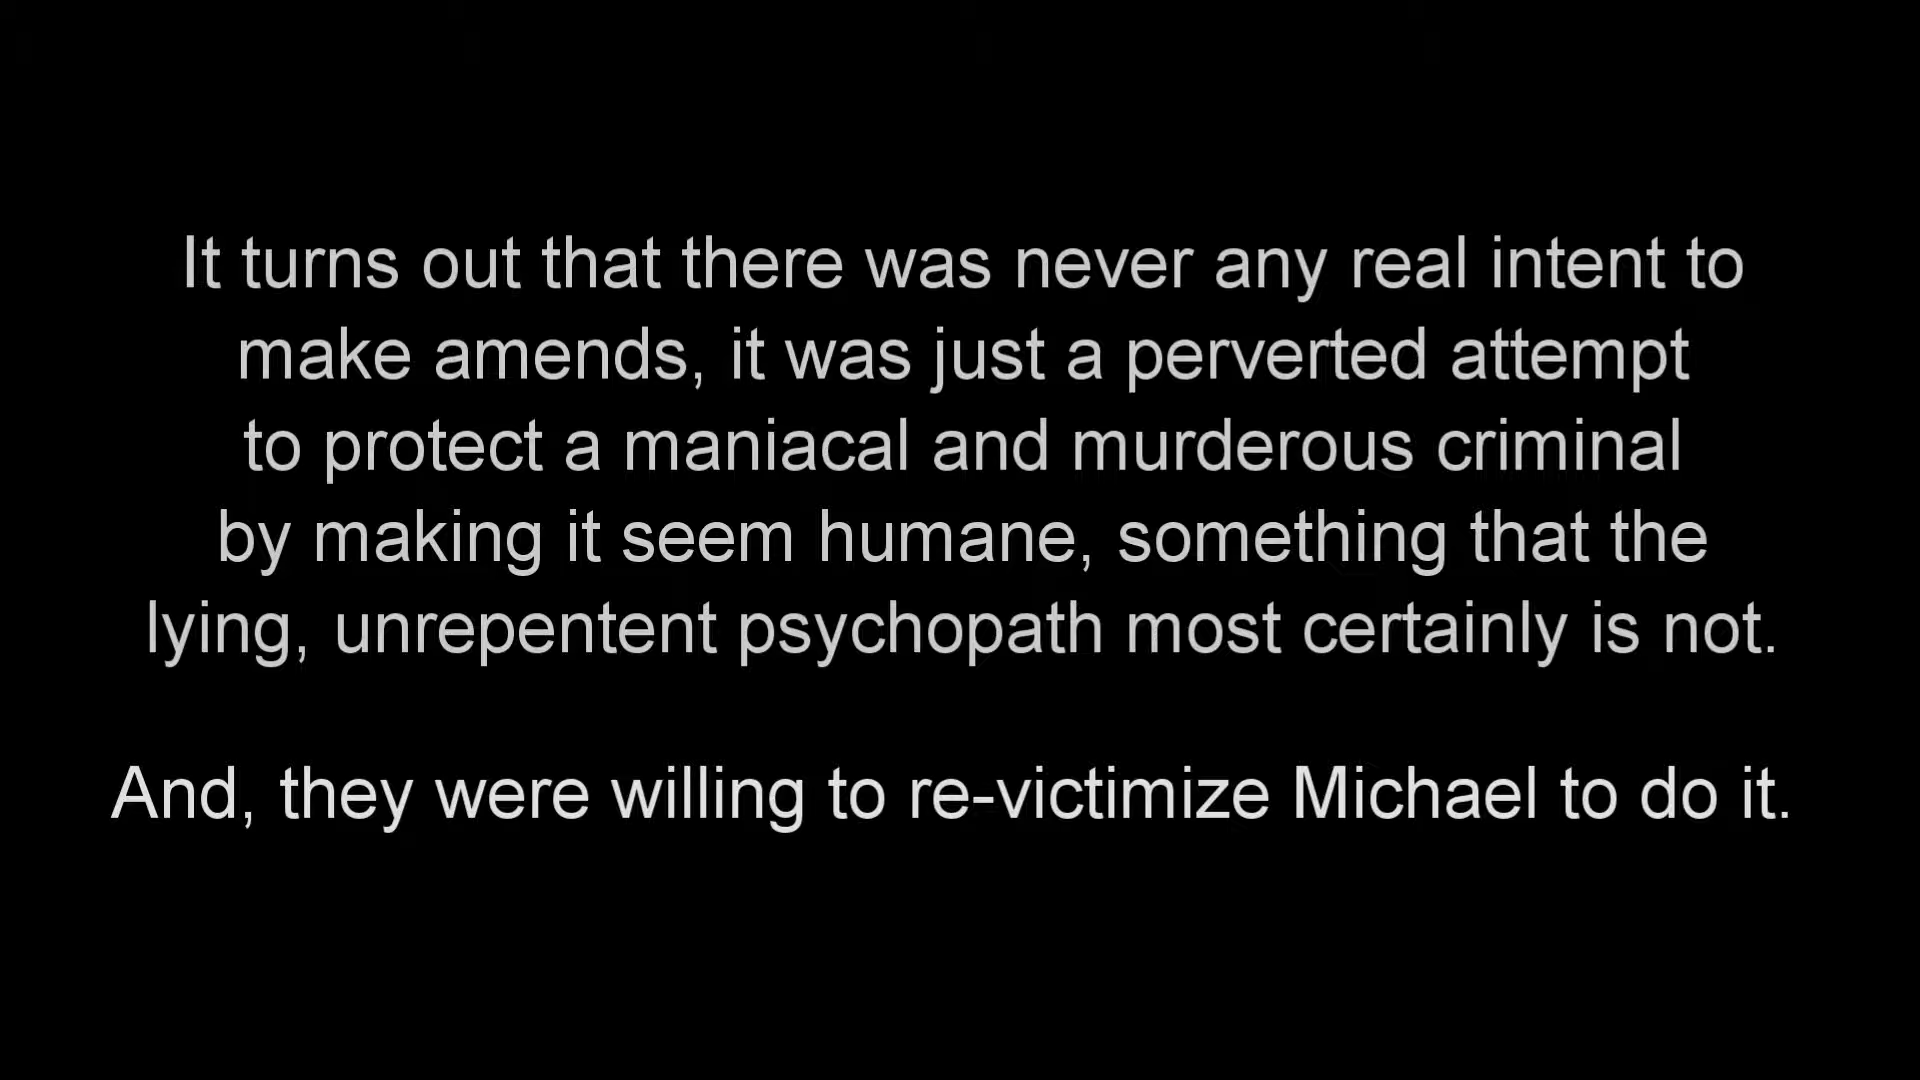 It turns out that there was never any real intent to
make amends, it was just a perverted attempt
to protect a maniacal and murderous criminal
by making it seem humane, something that the
lying, unrepentent psychopath most certainly is not.
And, they were willing to re-victimize Michael to do it.